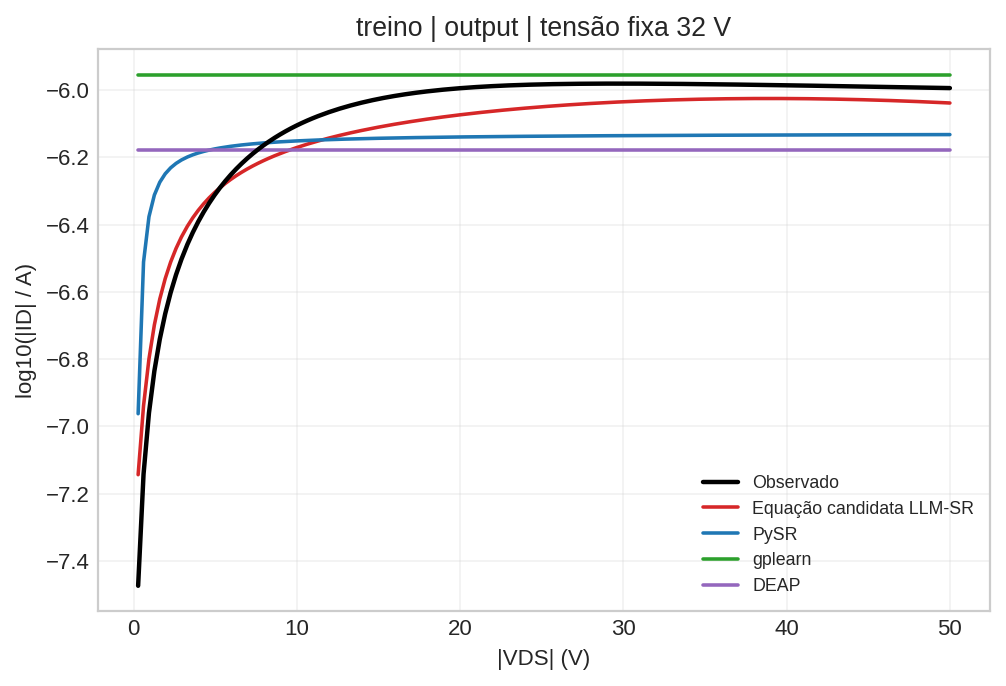 treino | output | tensão fixa 32 V
log10(|ID| / A)
−6.0
−6.2
−6.4
−6.6
−6.8
−7.0
−7.2
−7.4
Observado
Equação candidata LLM-SR
PySR
gplearn
DEAP
0
10
20
30
40
50
|VDS| (V)